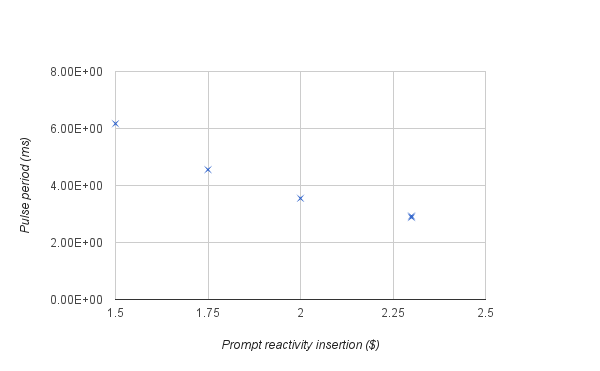 8.00E+00
6.00E+00
4.00E+00
2.00E+00
0.00E+00
Pulse period (ms)
1.5 1.75 2 2.25 2.5
Prompt reactivity insertion ($)